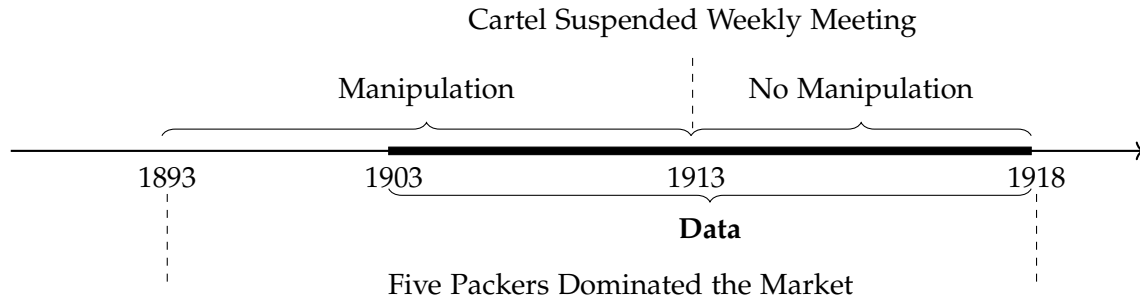 Cartel Suspended Weekly Meeting
Manipulation No Manipulation
1893 1903 1913 1918
Data
Five Packers Dominated the Market